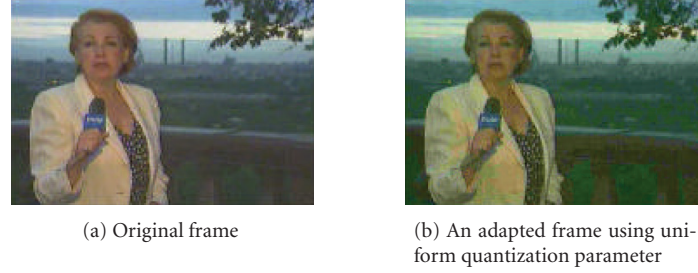 (a) Original frame
(b) An adapted frame using uni-
form quantization parameter